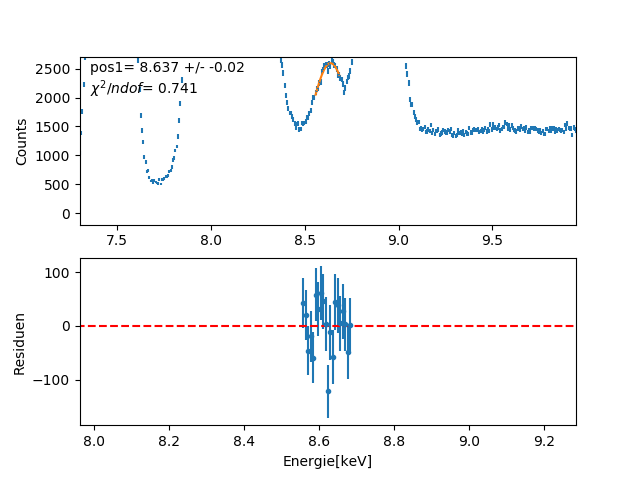 pos1= 8.637 +/- -0.02
χ²/ndof= 0.741
Counts
2500
2000
1500
1000
500
0
7.5 8.0 8.5 9.0 9.5
Residuen
100
0
−100
8.0 8.2 8.4 8.6 8.8 9.0 9.2
Energie[keV]